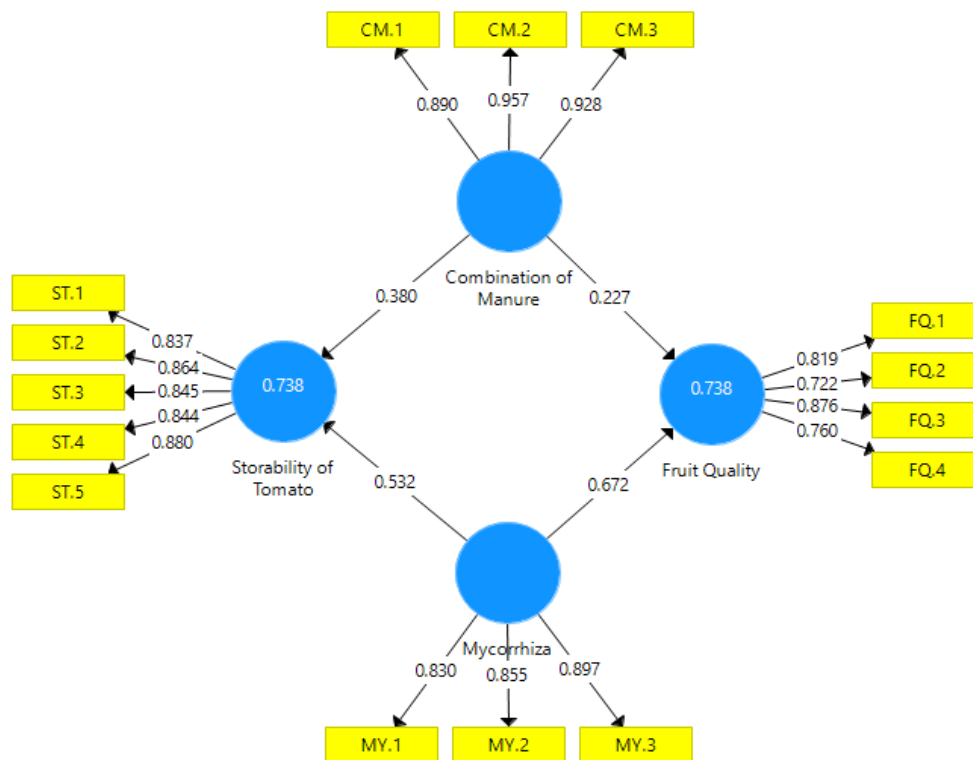 CM.1
CM.2
CM.3
0.890
0.957
0.928
Combination of
Manure
0.380
0.227
ST.1
ST.2
ST.3
ST.4
ST.5
0.837
0.864
0.845
0.844
0.880
0.738
Storability of
Tomato
0.738
Fruit Quality
0.819
0.722
0.876
0.760
FQ.1
FQ.2
FQ.3
FQ.4
0.532
0.672
Mycorrhiza
0.830
0.855
0.897
MY.1
MY.2
MY.3